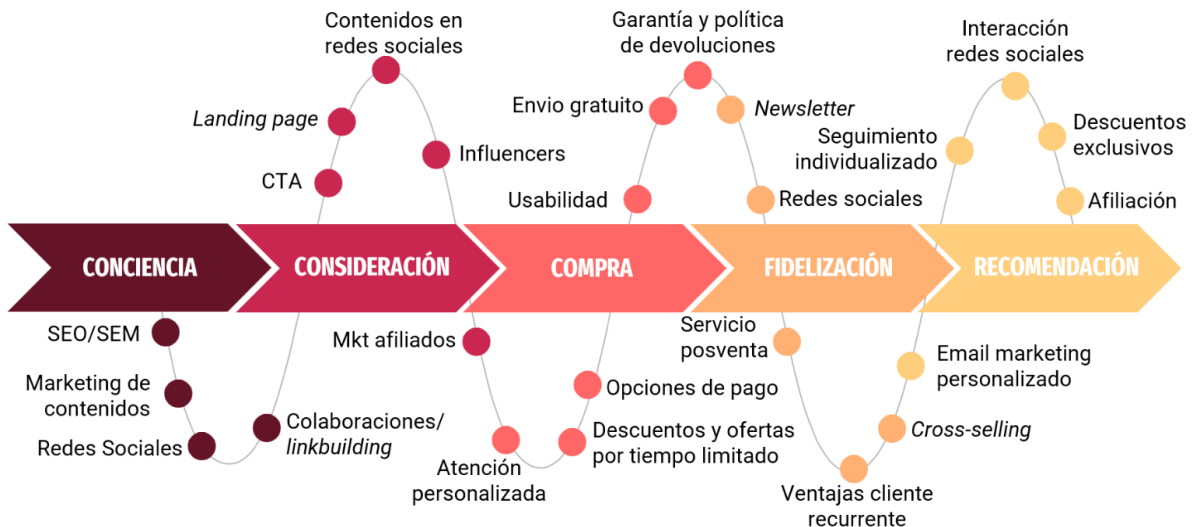 Contenidos en
redes sociales
Landing page
CTA
Influencers
Garantía y política
de devoluciones
Envio gratuito
Newsletter
Usabilidad
Redes sociales
Interacción
redes sociales
Seguimiento
individualizado
Descuentos
exclusivos
Afiliación
CONCIENCIA
CONSIDERACIÓN
COMPRA
FIDELIZACIÓN
RECOMENDACIÓN
SEO/SEM
Marketing de
contenidos
Redes Sociales
Colaboraciones/
linkbuilding
Mkt afiliados
Atención
personalizada
Opciones de pago
Descuentos y ofertas
por tiempo limitado
Servicio
posventa
Ventajas cliente
recurrente
Cross-selling
Email marketing
personalizado